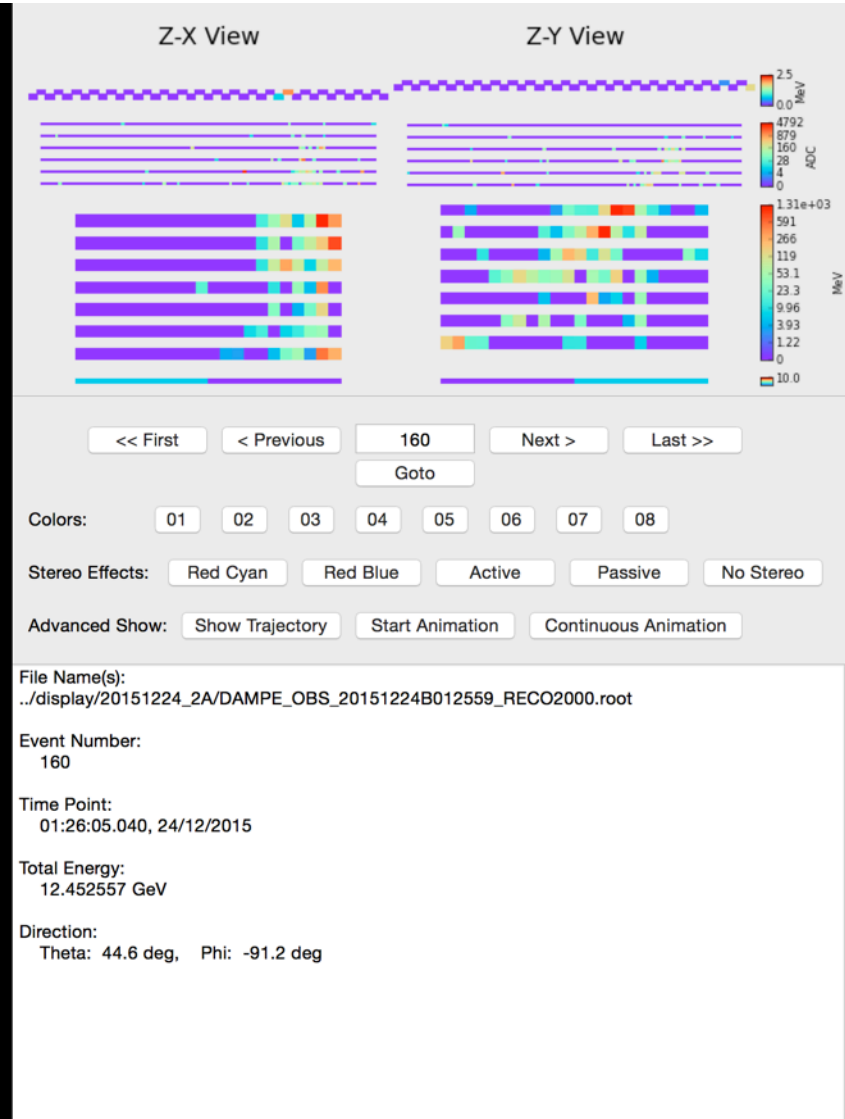 Z-X View
Z-Y View
2.5
0.0
MeV
4792
879
160
28
4
0
ADC
1.31e+03
591
266
119
53.1
23.3
9.96
3.93
1.22
0
MeV
10.0
<< First
< Previous
160
Next >
Last >>
Goto
Colors:
01
02
03
04
05
06
07
08
Stereo Effects:
Red Cyan
Red Blue
Active
Passive
No Stereo
Advanced Show:
Show Trajectory
Start Animation
Continuous Animation
File Name(s):
../display/20151224_2A/DAMPE_OBS_20151224B012559_RECO2000.root
Event Number:
160
Time Point:
01:26:05.040, 24/12/2015
Total Energy:
12.452557 GeV
Direction:
Theta: 44.6 deg, Phi: -91.2 deg